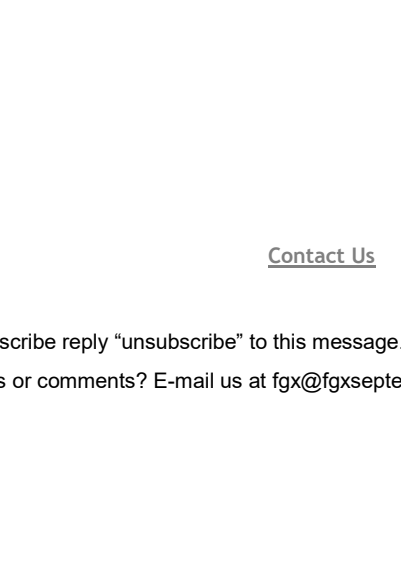 Contact Us
scribe reply “unsubscribe” to this message.
s or comments? E-mail us at fgx@fgxsepte